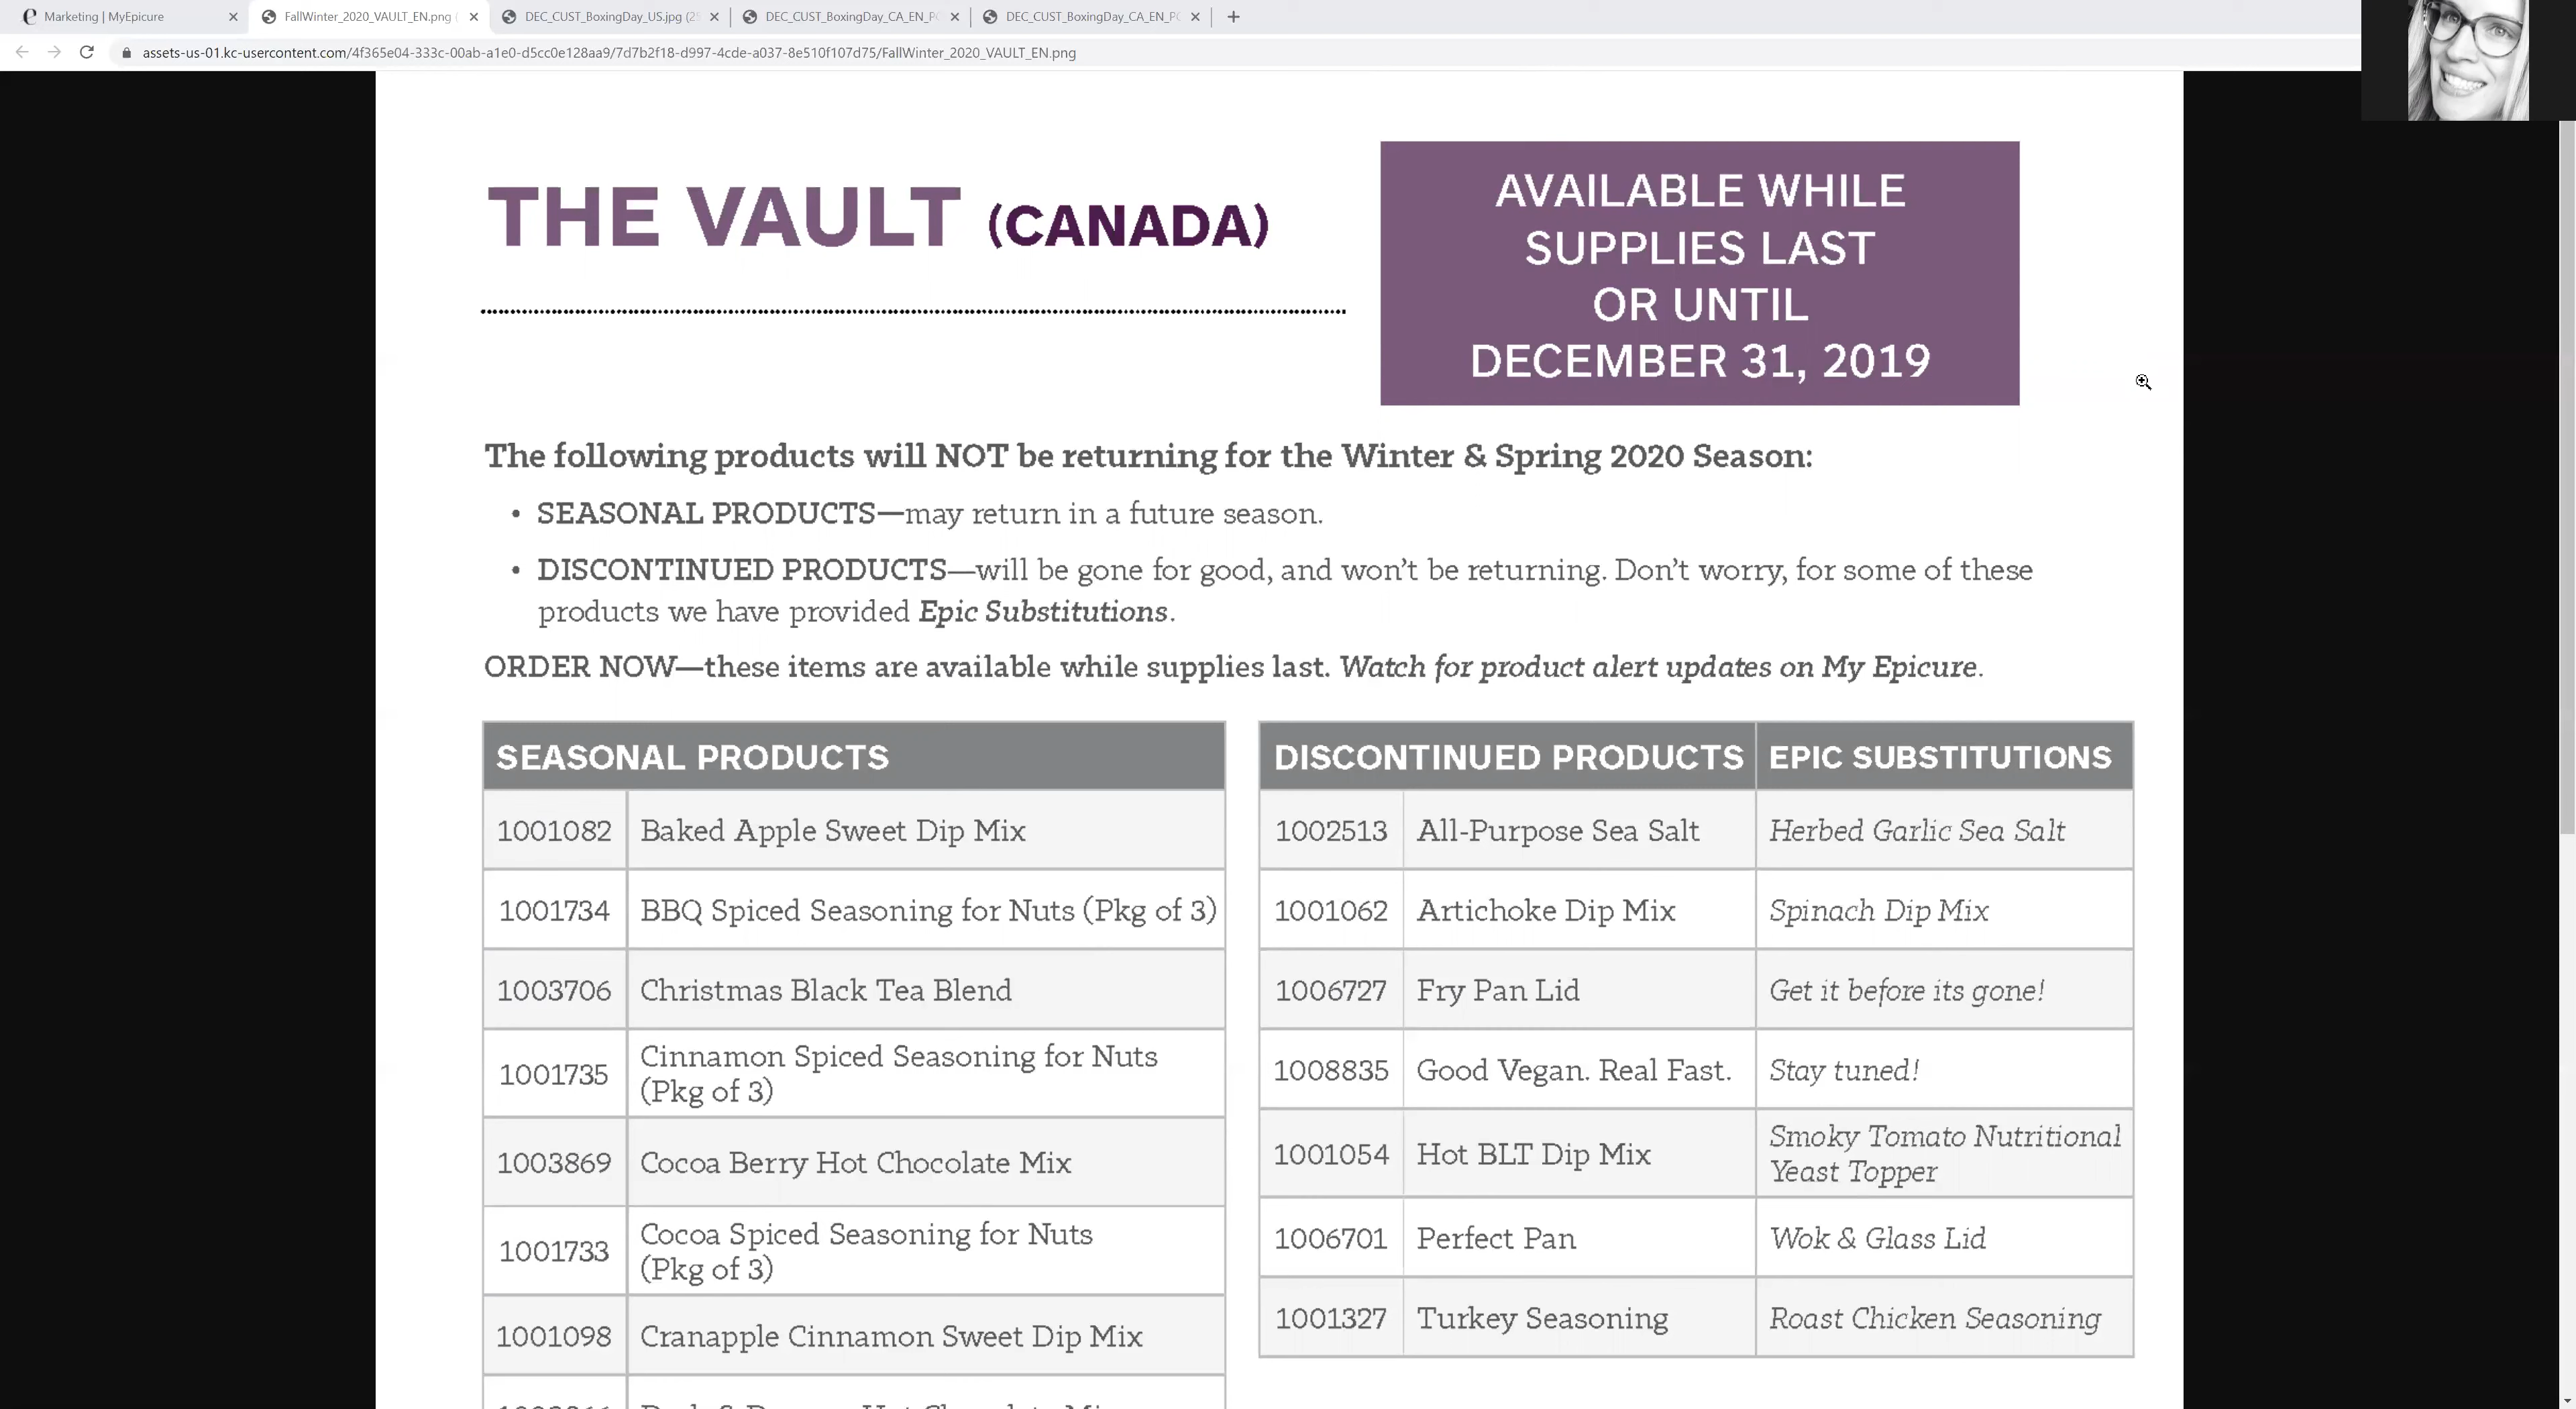 Marketing | MyEpicure
FallWinter_2020_VAULT_EN.png (
DEC_CUST_BoxingDay_US.jpg (25
DEC_CUST_BoxingDay_CA_EN_PC
DEC_CUST_BoxingDay_CA_EN_PC
assets-us-01.kc-usercontent.com/4f365e04-333c-00ab-a1e0-d5cc0e128aa9/7d7b2f18-d997-4cde-a037-8e510f107d75/FallWinter_2020_VAULT_EN.png
THE VAULT (CANADA)
AVAILABLE WHILE
SUPPLIES LAST
OR UNTIL
DECEMBER 31, 2019
The following products will NOT be returning for the Winter & Spring 2020 Season:
• SEASONAL PRODUCTS—may return in a future season.
• DISCONTINUED PRODUCTS—will be gone for good, and won't be returning. Don't worry, for some of these
products we have provided Epic Substitutions.
ORDER NOW—these items are available while supplies last. Watch for product alert updates on My Epicure.
SEASONAL PRODUCTS
1001082 Baked Apple Sweet Dip Mix
1001734 BBQ Spiced Seasoning for Nuts (Pkg of 3)
1003706 Christmas Black Tea Blend
1001735 Cinnamon Spiced Seasoning for Nuts
(Pkg of 3)
1003869 Cocoa Berry Hot Chocolate Mix
1001733 Cocoa Spiced Seasoning for Nuts
(Pkg of 3)
1001098 Cranapple Cinnamon Sweet Dip Mix
DISCONTINUED PRODUCTS EPIC SUBSTITUTIONS
1002513 All-Purpose Sea Salt Herbed Garlic Sea Salt
1001062 Artichoke Dip Mix Spinach Dip Mix
1006727 Fry Pan Lid Get it before its gone!
1008835 Good Vegan. Real Fast. Stay tuned!
1001054 Hot BLT Dip Mix Smoky Tomato Nutritional
Yeast Topper
1006701 Perfect Pan Wok & Glass Lid
1001327 Turkey Seasoning Roast Chicken Seasoning